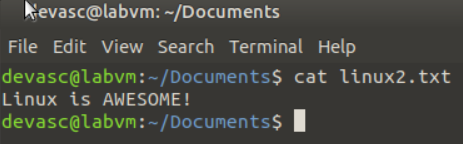 devasc@labvm: ~/Documents
File Edit View Search Terminal Help
devasc@labvm:~/Documents$ cat linux2.txt
Linux is AWESOME!
devasc@labvm:~/Documents$